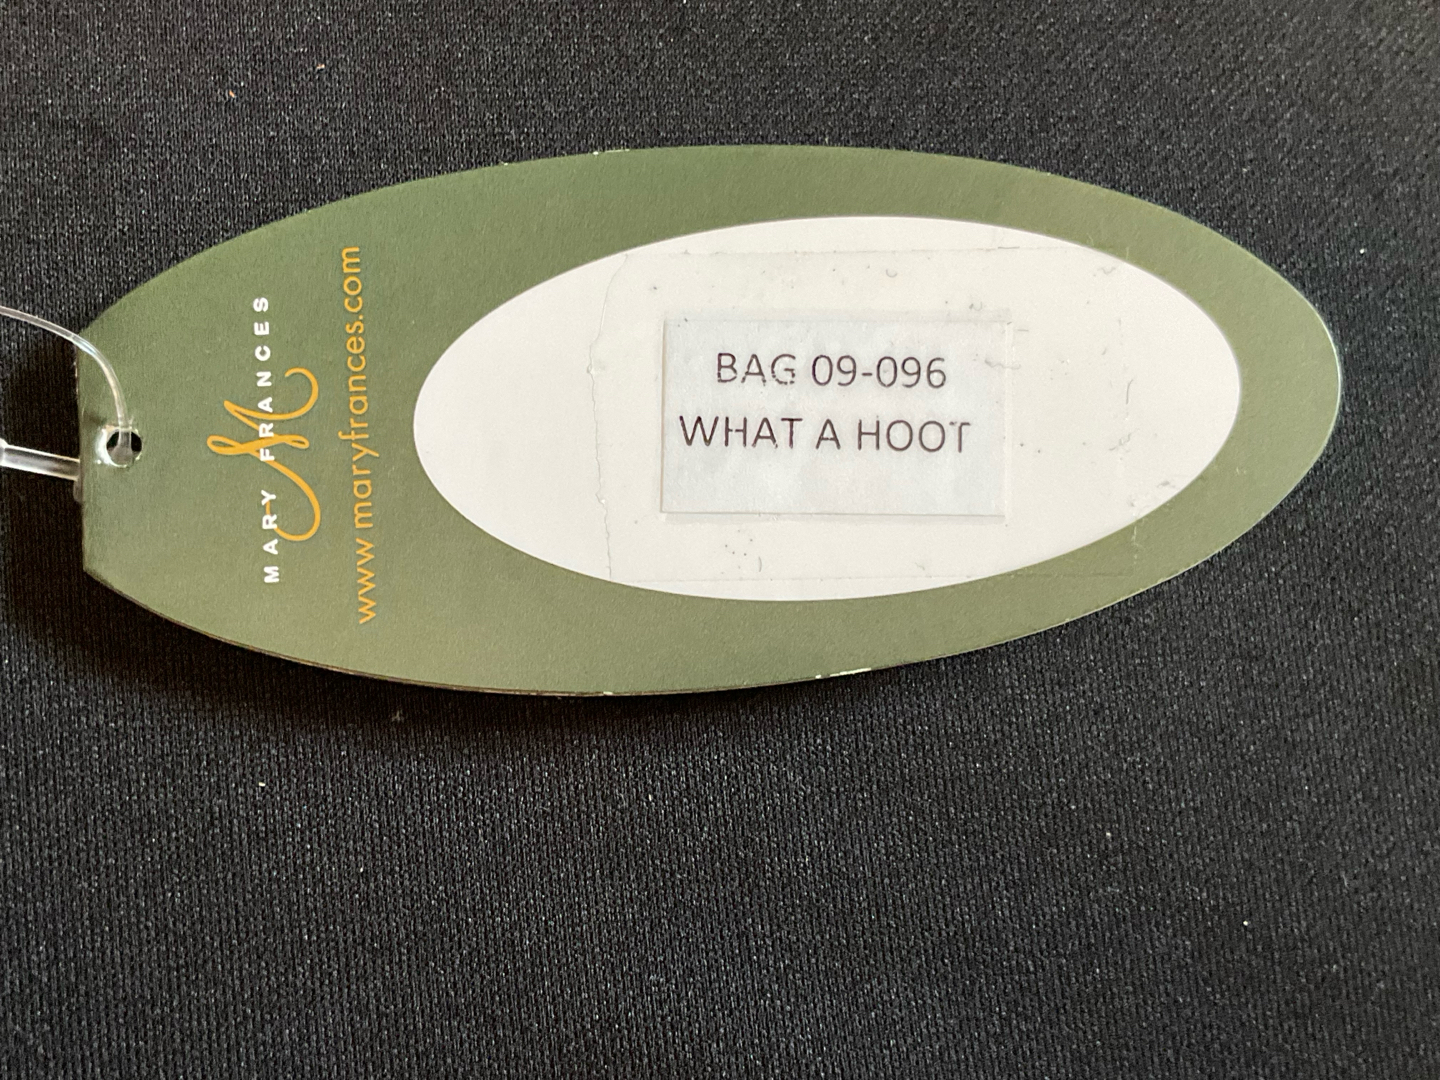 MARY FRANCES
M
www.maryfrances.com
BAG 09-096
WHAT A HOOT